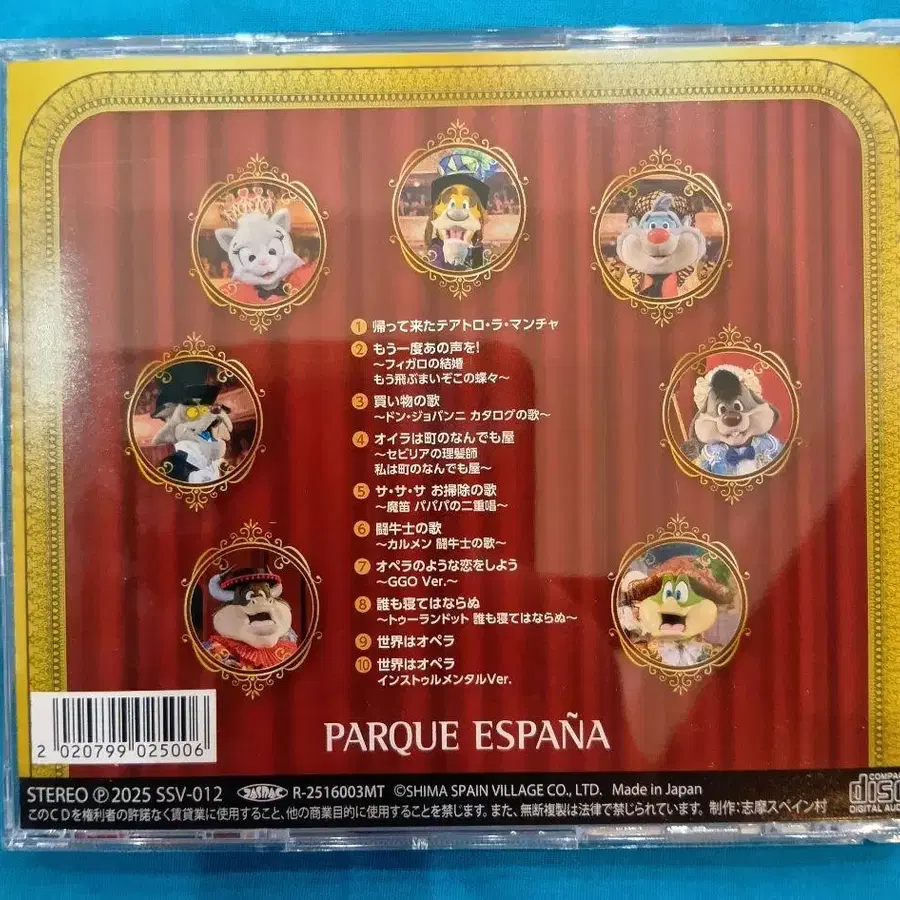 1 帰って来たテアトロ・ラ・マンチャ
2 もう一度あの声を!
～フィガロの結婚
もう飛ぶまいぞこの蝶々～
3 買い物の歌
～ドン・ジョバンニ カタログの歌～
4 オイラは町のなんでも屋
～セビリアの理髪師
私は町のなんでも屋～
5 サ・サ・サ お掃除の歌
～魔笛 パパパの二重唱～
6 闘牛士の歌
～カルメン 闘牛士の歌～
7 オペラのような恋をしよう
～GGO Ver.～
8 誰も寝てはならぬ
～トゥーランドット 誰も寝てはならぬ～
9 世界はオペラ
10 世界はオペラ
インストゥルメンタルVer.
PARQUE ESPAÑA
2 020799 025006
STEREO Ⓟ 2025 SSV-012 JASRAC R-2516003MT ©SHIMA SPAIN VILLAGE CO., LTD. Made in Japan
このCDを権利者の許諾なく賃貸業に使用すること、他の商業目的に使用することを禁じます。また、無断複製は法律で禁じられています。 制作:志摩スペイン村
DIGITAL